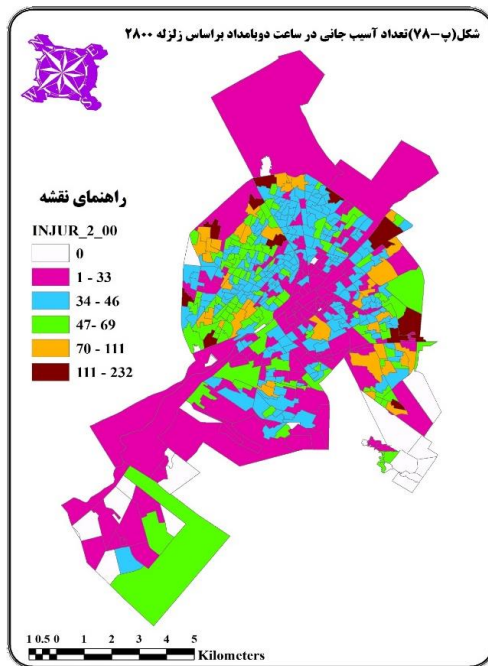 شکل(پ-۷۸)تعداد آسیب جانی در ساعت دوبامداد براساس زلزله ۲۸۰۰
راهنمای نقشه
INJUR_2_00
0
1 - 33
34 - 46
47- 69
70 - 111
111 - 232
1 0.5 0 1 2 3 4 5
Kilometers